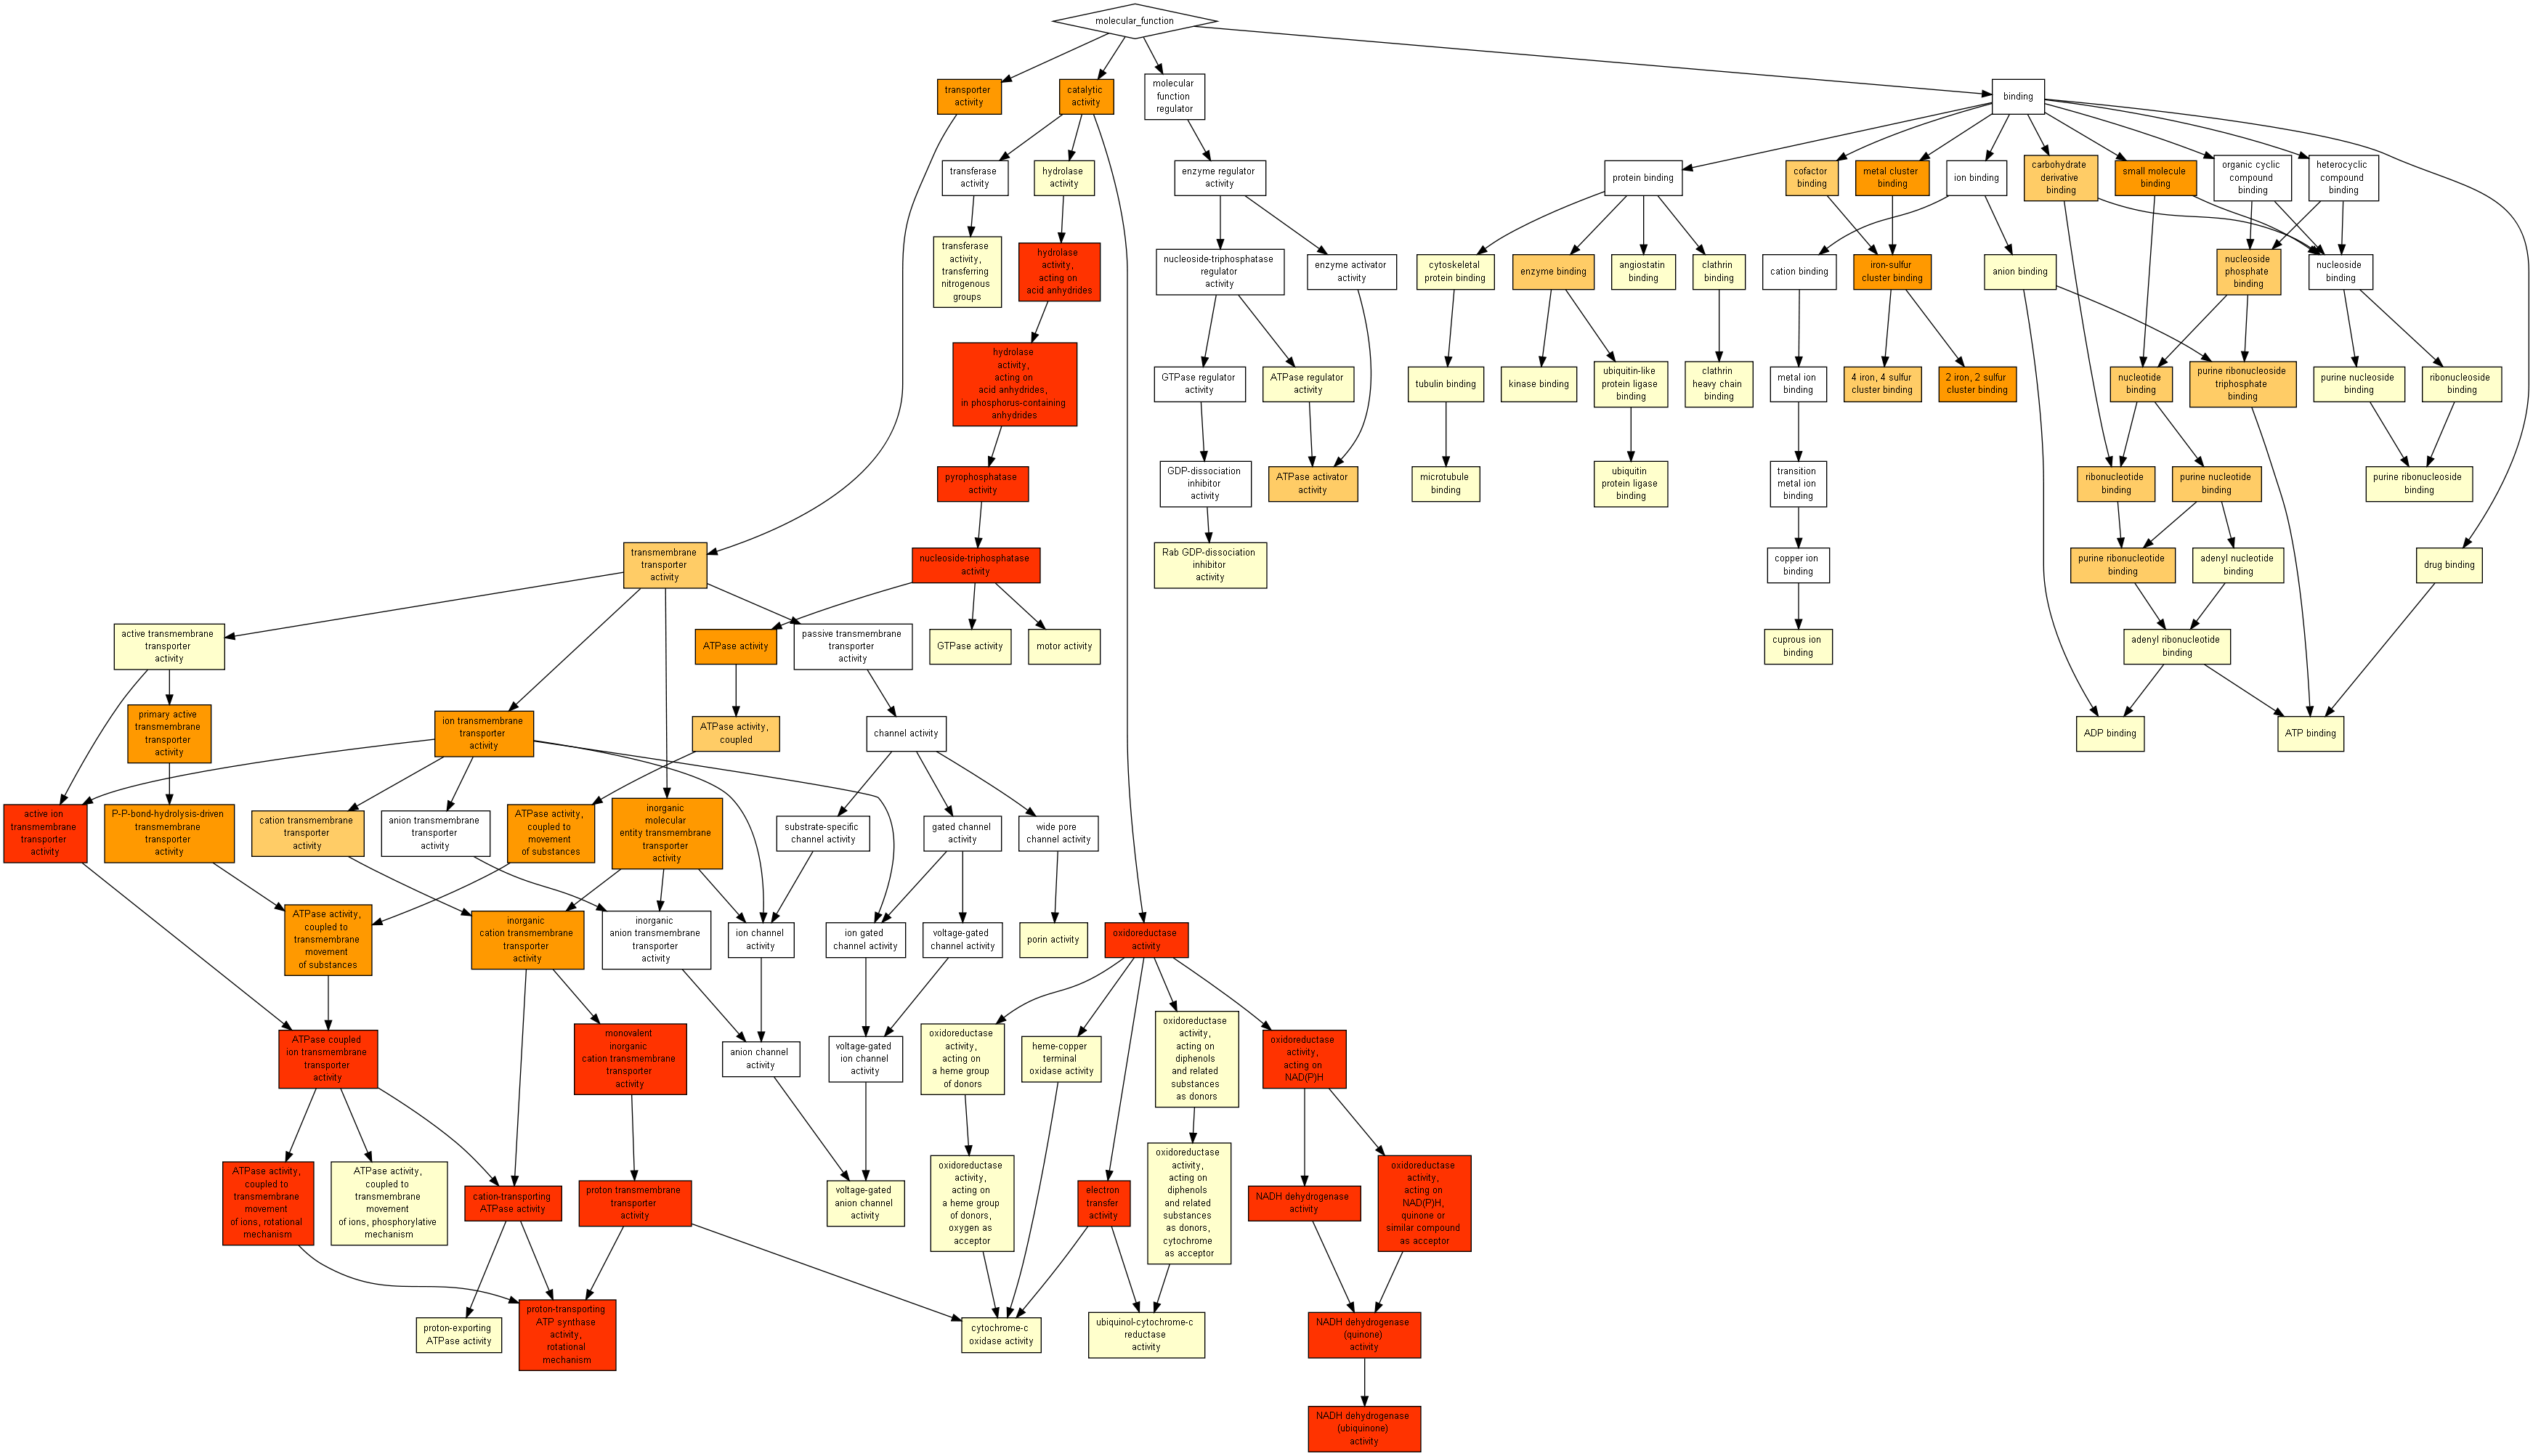 molecular_function
transporter
activity
catalytic
activity
molecular
function
regulator
binding
transferase
activity
hydrolase
activity
enzyme regulator
activity
protein binding
cofactor
binding
metal cluster
binding
ion binding
carbohydrate
derivative
binding
small molecule
binding
organic cyclic
compound
binding
heterocyclic
compound
binding
transferase
activity,
transferring
nitrogenous
groups
hydrolase
activity,
acting on
acid anhydrides
nucleoside-triphosphatase
regulator
activity
enzyme activator
activity
cytoskeletal
protein binding
enzyme binding
angiostatin
binding
clathrin
binding
cation binding
iron-sulfur
cluster binding
anion binding
nucleoside
phosphate
binding
nucleoside
binding
hydrolase
activity,
acting on
acid anhydrides,
in phosphorus-containing
anhydrides
GTPase regulator
activity
ATPase regulator
activity
tubulin binding
kinase binding
ubiquitin-like
protein ligase
binding
clathrin
heavy chain
binding
metal ion
binding
4 iron, 4 sulfur
cluster binding
2 iron, 2 sulfur
cluster binding
nucleotide
binding
purine ribonucleoside
triphosphate
binding
purine nucleoside
binding
ribonucleoside
binding
pyrophosphatase
activity
GDP-dissociation
inhibitor
activity
ATPase activator
activity
microtubule
binding
ubiquitin
protein ligase
binding
transition
metal ion
binding
ribonucleotide
binding
purine nucleotide
binding
purine ribonucleoside
binding
transmembrane
transporter
activity
nucleoside-triphosphatase
activity
Rab GDP-dissociation
inhibitor
activity
copper ion
binding
purine ribonucleotide
binding
adenyl nucleotide
binding
drug binding
active transmembrane
transporter
activity
ATPase activity
passive transmembrane
transporter
activity
GTPase activity
motor activity
cuprous ion
binding
adenyl ribonucleotide
binding
primary active
transmembrane
transporter
activity
ion transmembrane
transporter
activity
ATPase activity,
coupled
channel activity
ADP binding
ATP binding
active ion
transmembrane
transporter
activity
P-P-bond-hydrolysis-driven
transmembrane
transporter
activity
cation transmembrane
transporter
activity
anion transmembrane
transporter
activity
ATPase activity,
coupled to
movement
of substances
inorganic
molecular
entity transmembrane
transporter
activity
substrate-specific
channel activity
gated channel
activity
wide pore
channel activity
ATPase activity,
coupled to
transmembrane
movement
of substances
inorganic
cation transmembrane
transporter
activity
inorganic
anion transmembrane
transporter
activity
ion channel
activity
ion gated
channel activity
voltage-gated
channel activity
porin activity
oxidoreductase
activity
ATPase coupled
ion transmembrane
transporter
activity
monovalent
inorganic
cation transmembrane
transporter
activity
anion channel
activity
voltage-gated
ion channel
activity
oxidoreductase
activity,
acting on
a heme group
of donors
heme-copper
terminal
oxidase activity
oxidoreductase
activity,
acting on
diphenols
and related
substances
as donors
oxidoreductase
activity,
acting on
NAD(P)H
ATPase activity,
coupled to
transmembrane
movement
of ions, rotational
mechanism
ATPase activity,
coupled to
transmembrane
movement
of ions, phosphorylative
mechanism
cation-transporting
ATPase activity
proton transmembrane
transporter
activity
voltage-gated
anion channel
activity
oxidoreductase
activity,
acting on
a heme group
of donors,
oxygen as
acceptor
electron
transfer
activity
oxidoreductase
activity,
acting on
diphenols
and related
substances
as donors,
cytochrome
as acceptor
NADH dehydrogenase
activity
oxidoreductase
activity,
acting on
NAD(P)H,
quinone or
similar compound
as acceptor
proton-exporting
ATPase activity
proton-transporting
ATP synthase
activity,
rotational
mechanism
cytochrome-c
oxidase activity
ubiquinol-cytochrome-c
reductase
activity
NADH dehydrogenase
(quinone)
activity
NADH dehydrogenase
(ubiquinone)
activity